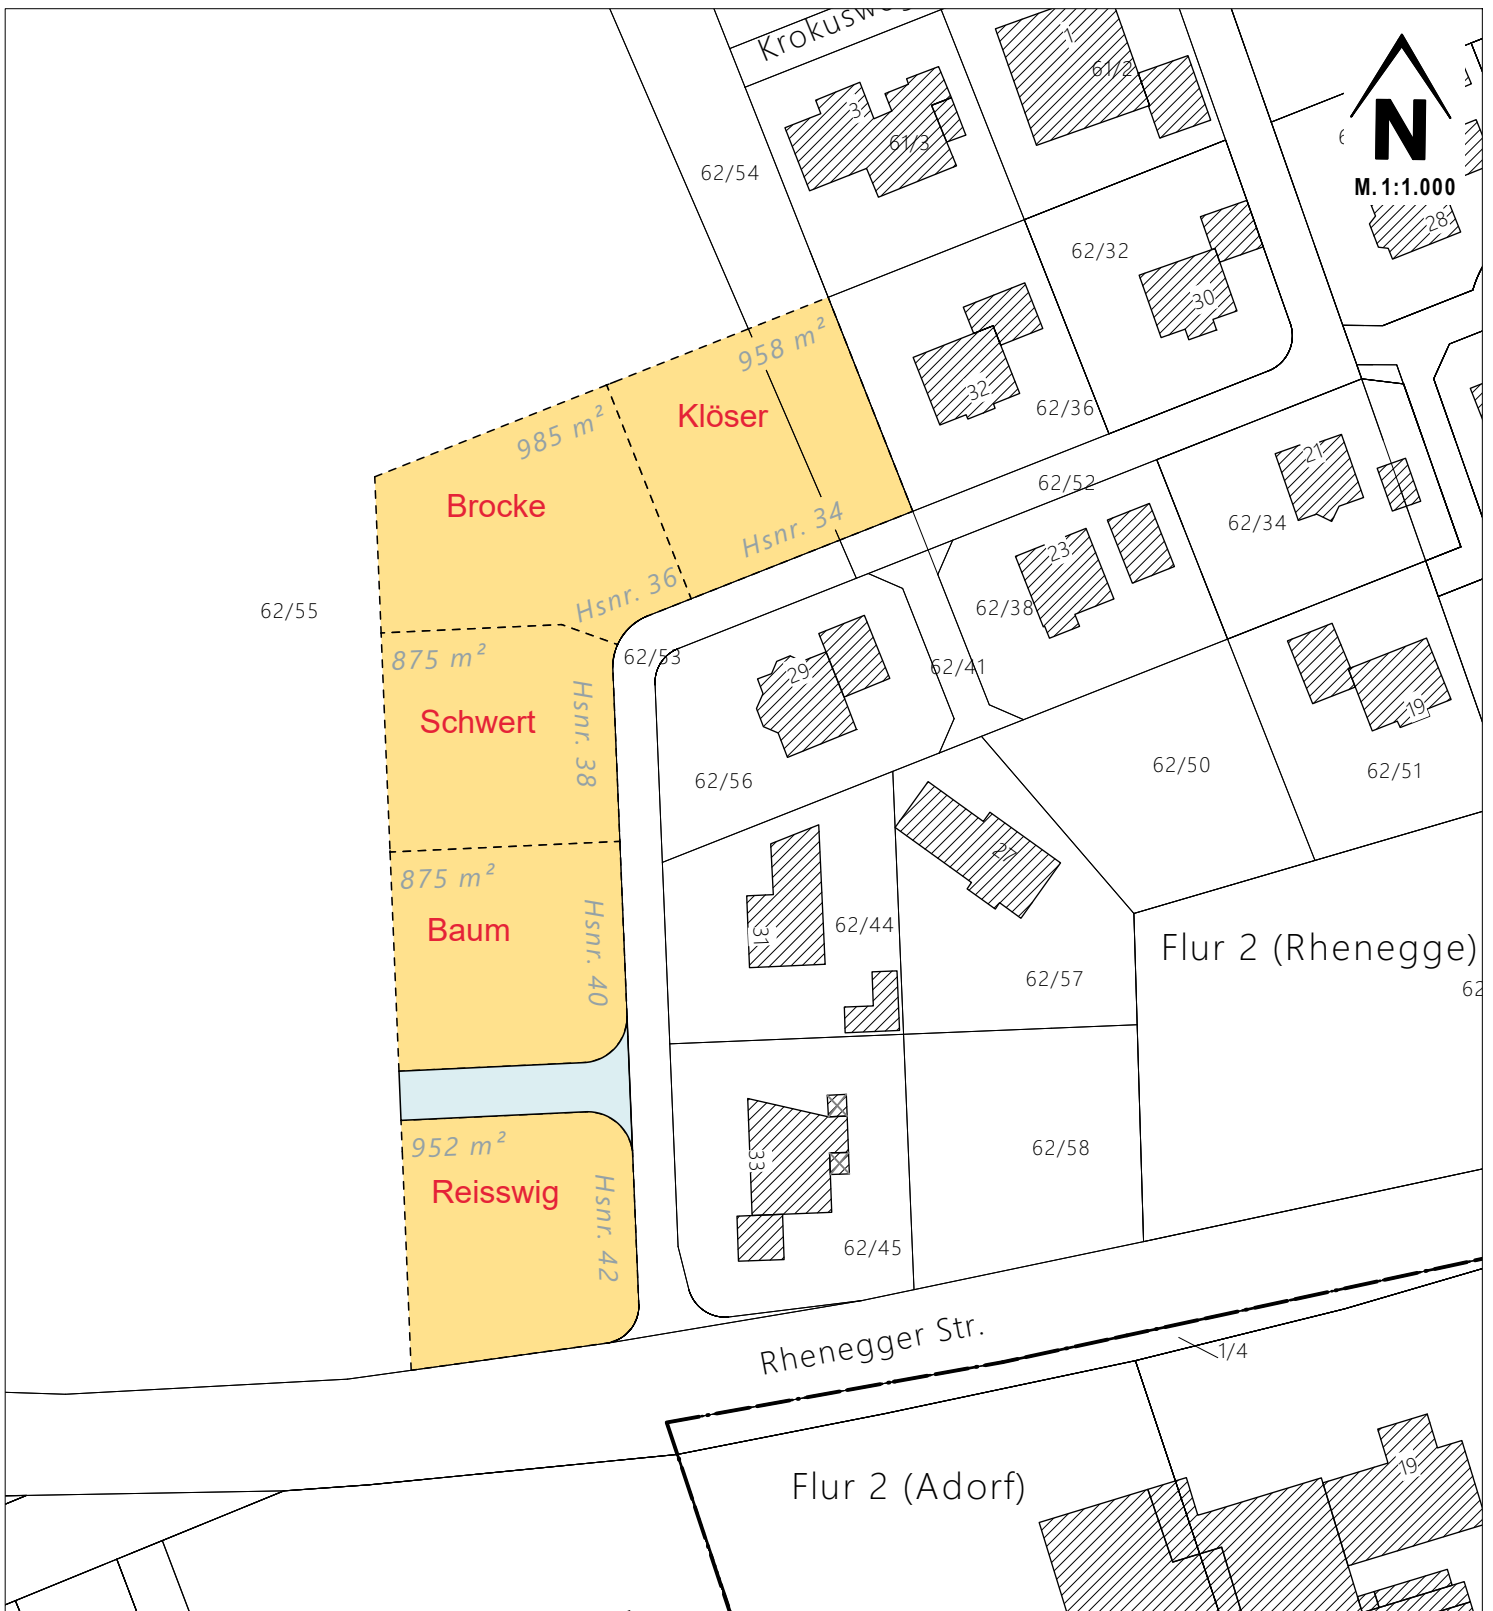 Krokusweg
1
61/2
3
61/3
62/54
N
M. 1:1.000
28
62/32
30
958 m²
Klöser
32
62/36
985 m²
Brocke
Hsnr. 34
62/52
21
62/34
23
62/38
Hsnr. 36
62/55
875 m²
62/53
29
62/41
Schwert
Hsnr. 38
19
62/56
62/50
62/51
27
875 m²
Baum
Hsnr. 40
31
62/44
Flur 2 (Rhenegge)
62/57
62
952 m²
Reisswig
Hsnr. 42
33
62/58
62/45
Rhenegger Str.
1/4
19
Flur 2 (Adorf)